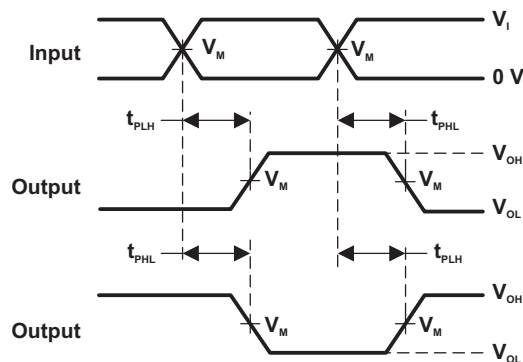 V_I
Input V_M V_M
0 V
t_PLH t_PHL
V_OH
Output V_M V_M
V_OL
t_PHL t_PLH
V_OH
Output V_M V_M
V_OL